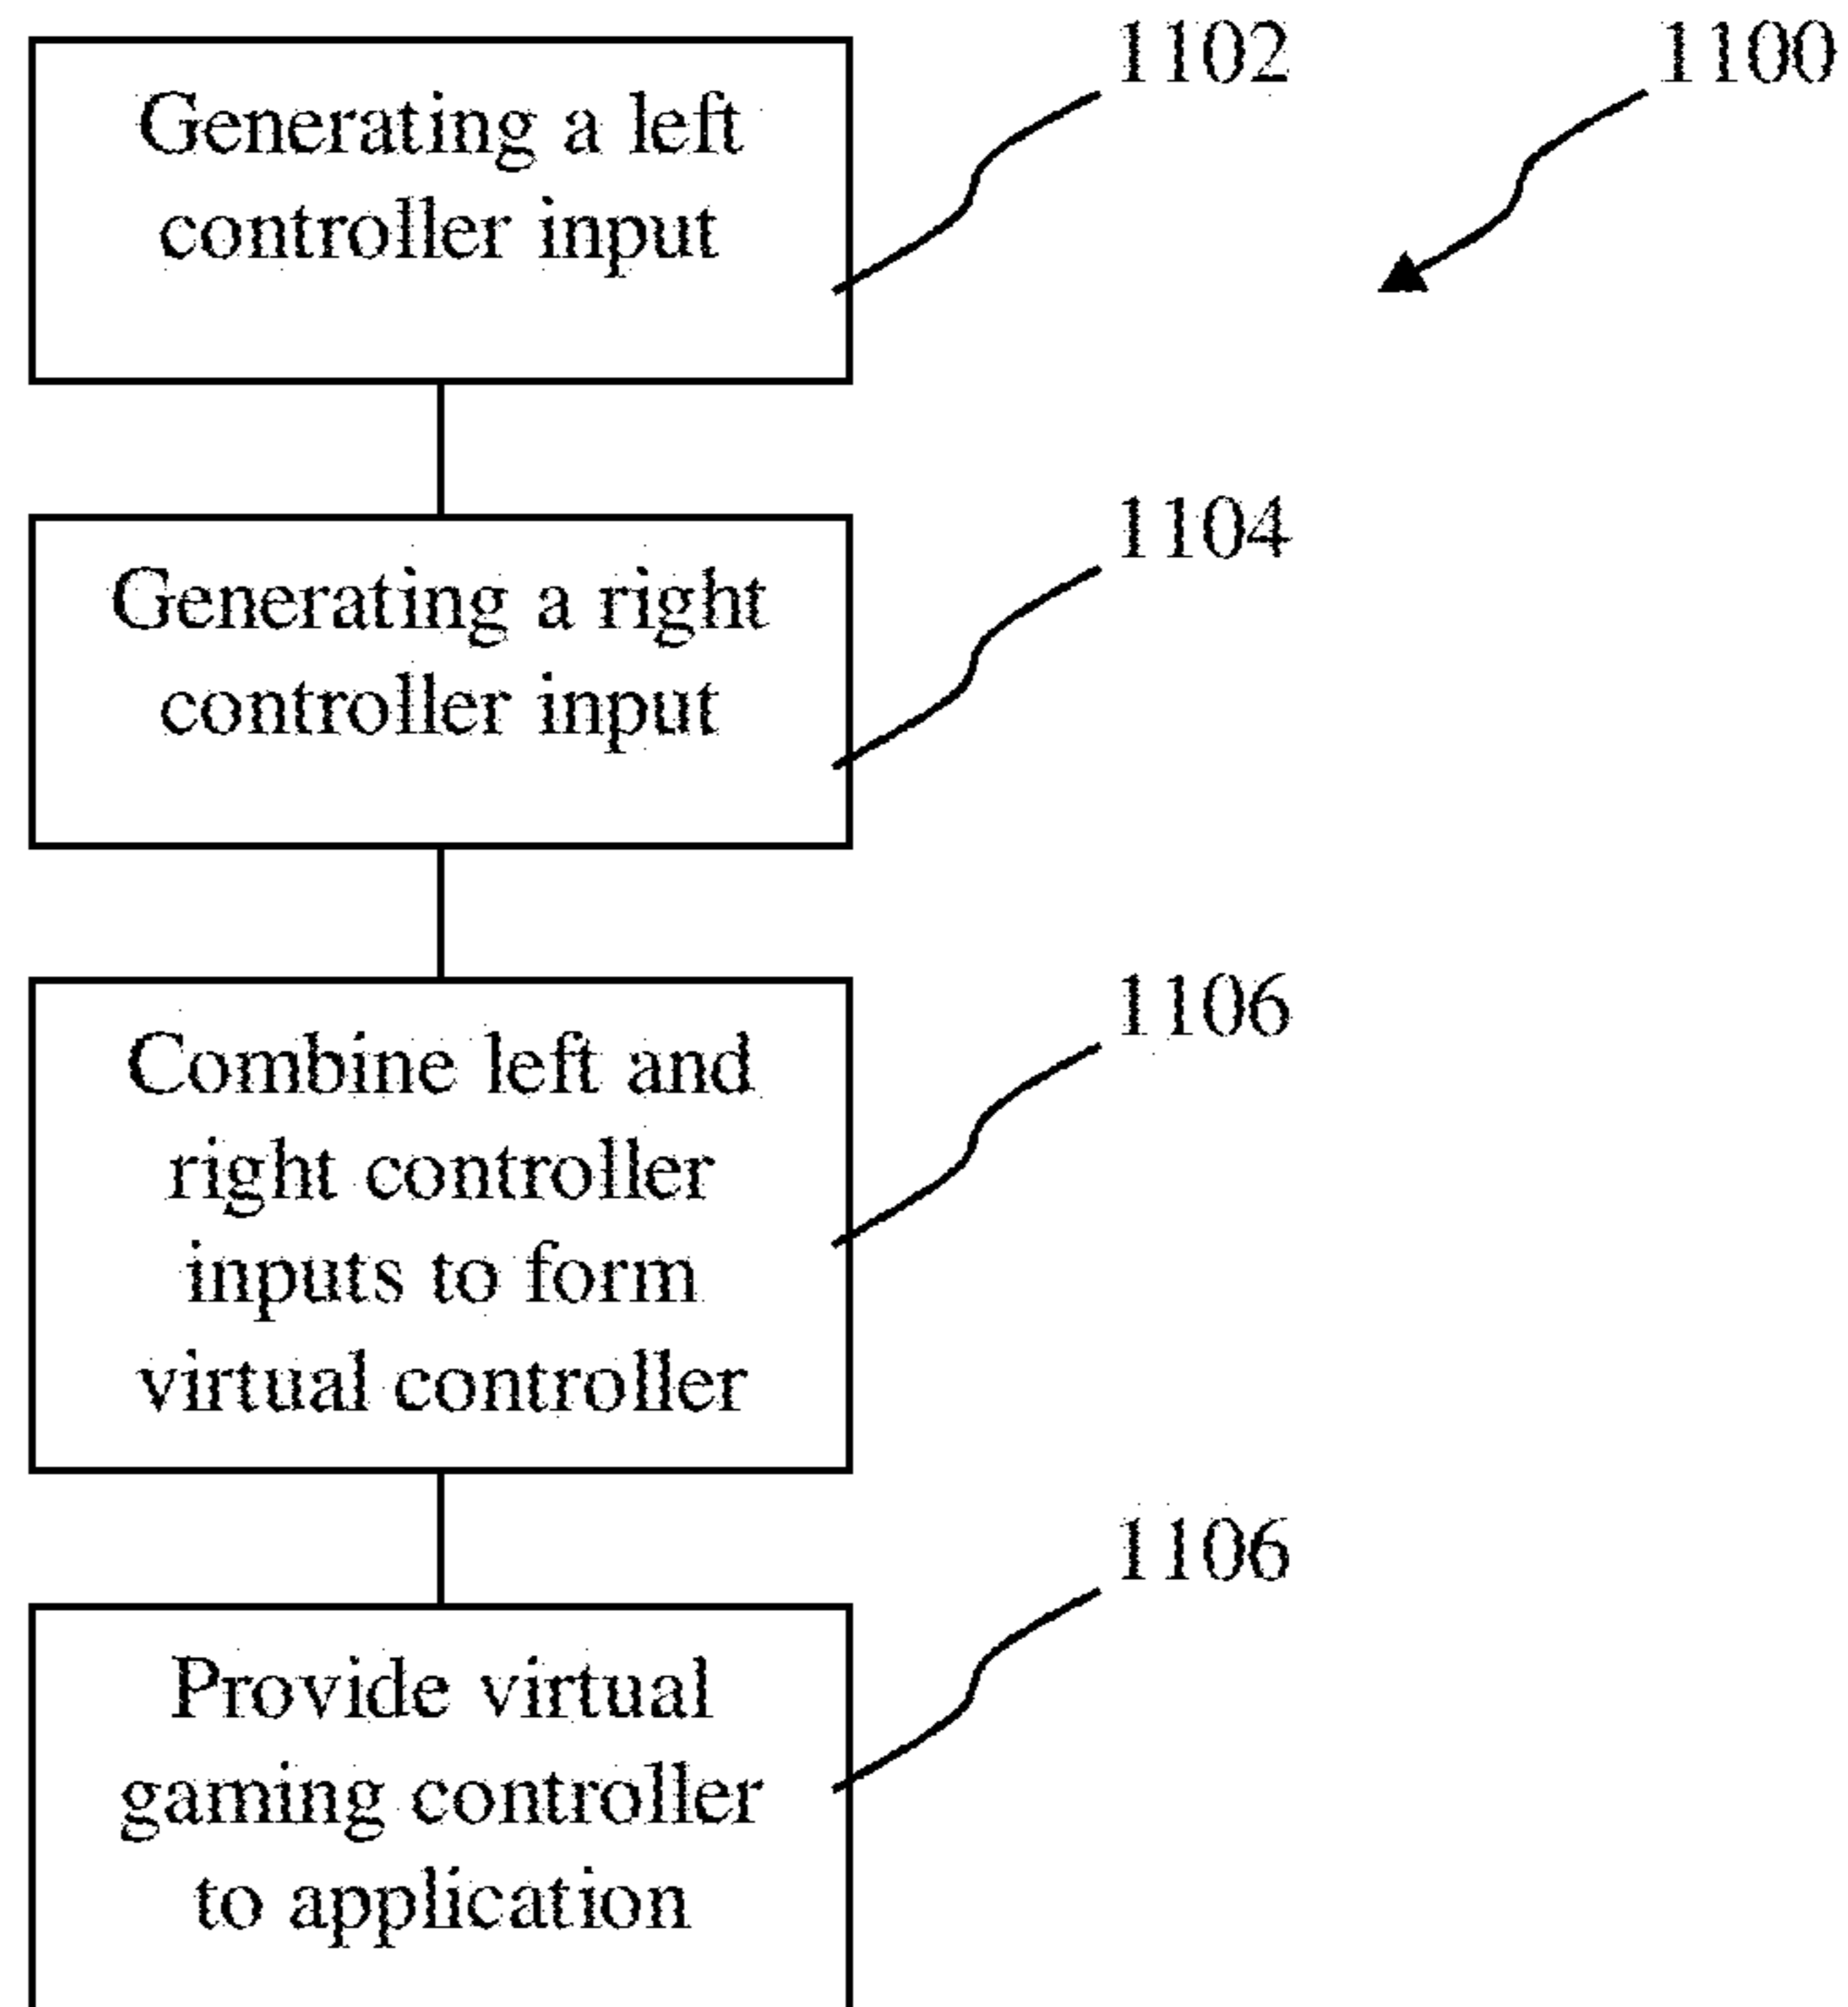 1102
1100
Generating a left
controller input
1104
Generating a right
controller input
1106
Combine left and
right controller
inputs to form
virtual controller
1106
Provide virtual
gaming controller
to application